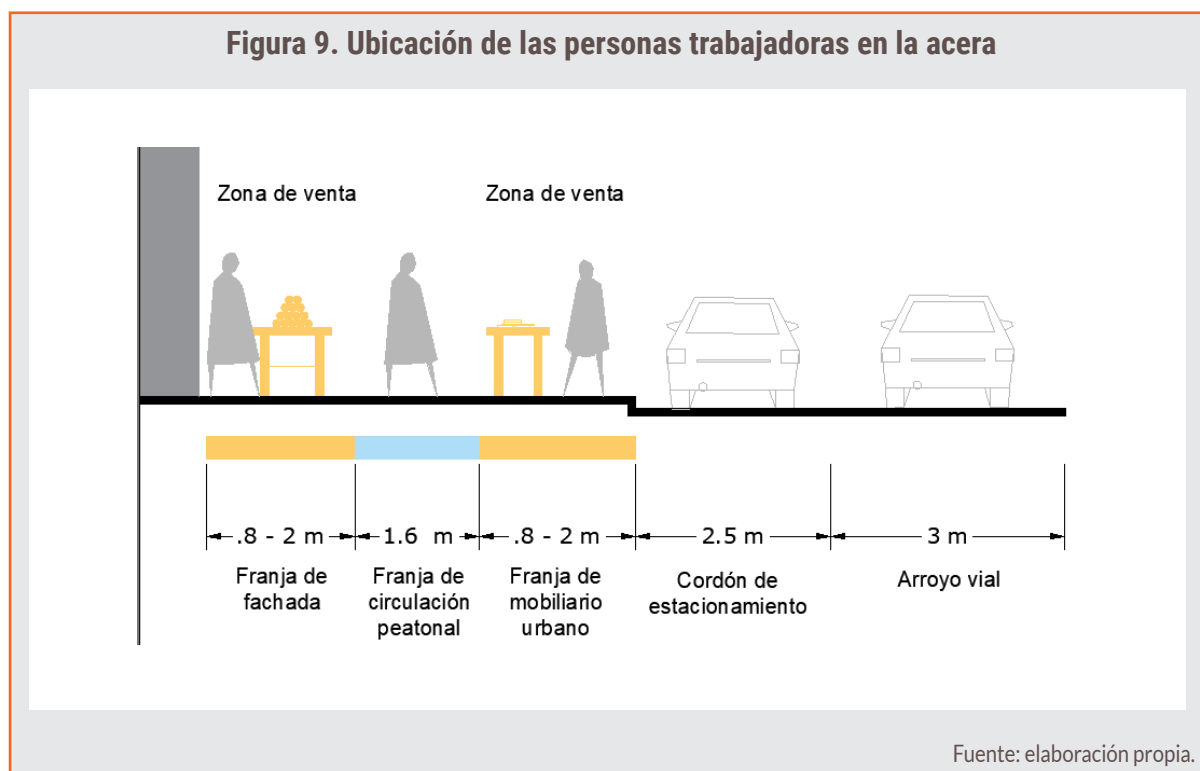 Figura 9. Ubicación de las personas trabajadoras en la acera
Zona de venta
Zona de venta
.8 - 2 m
1.6 m
.8 - 2 m
2.5 m
3 m
Franja de
fachada
Franja de
circulación
peatonal
Franja de
mobiliario
urbano
Cordón de
estacionamiento
Arroyo vial
Fuente: elaboración propia.